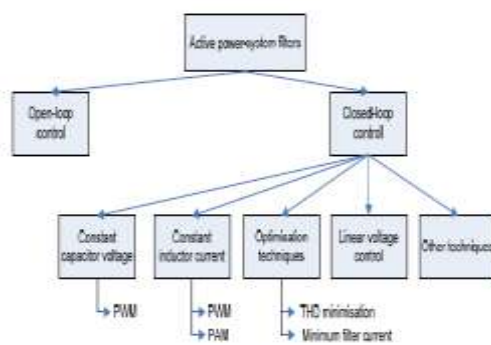 Active power-system filters
Open-loop
control
Closed-loop
controll
Constant
capacitor voltage
Constant
inductor current
Optimisation
techniques
Linear voltage
control
Other techniques
PWM
PWM
PAM
THD minimisation
Minimum filter current